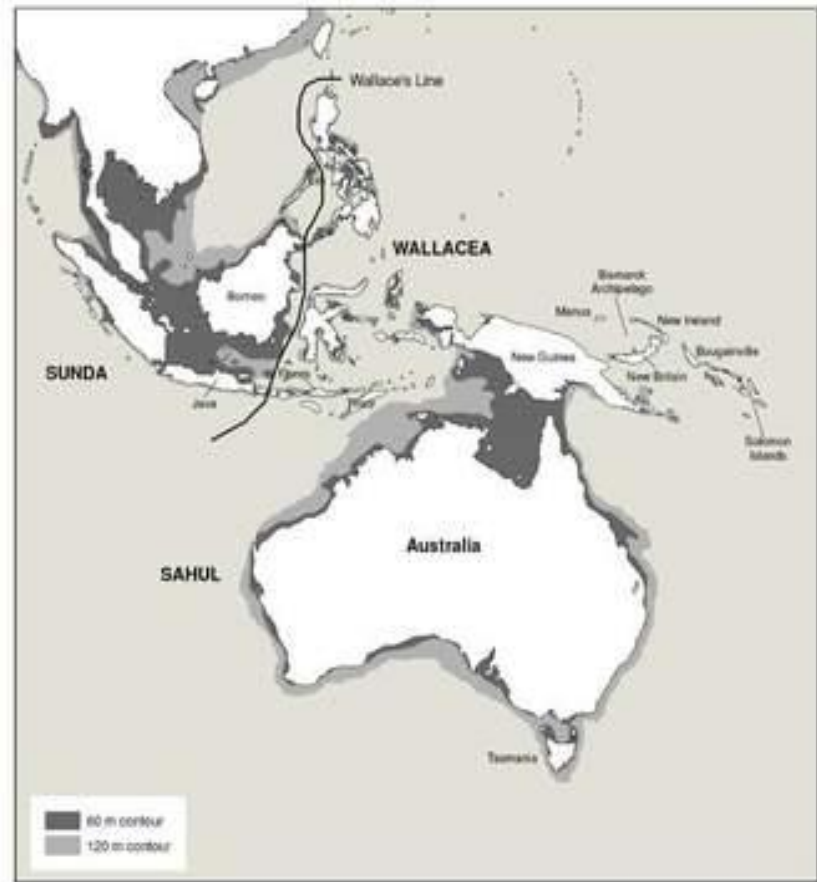 Wallace's Line
WALLACEA
Bismarck
Archipelago
Manus
New Ireland
Borneo
Bougainville
New Guinea
New Britain
SUNDA
Java
Solomon
Islands
Australia
SAHUL
Tasmania
60 m contour
120 m contour